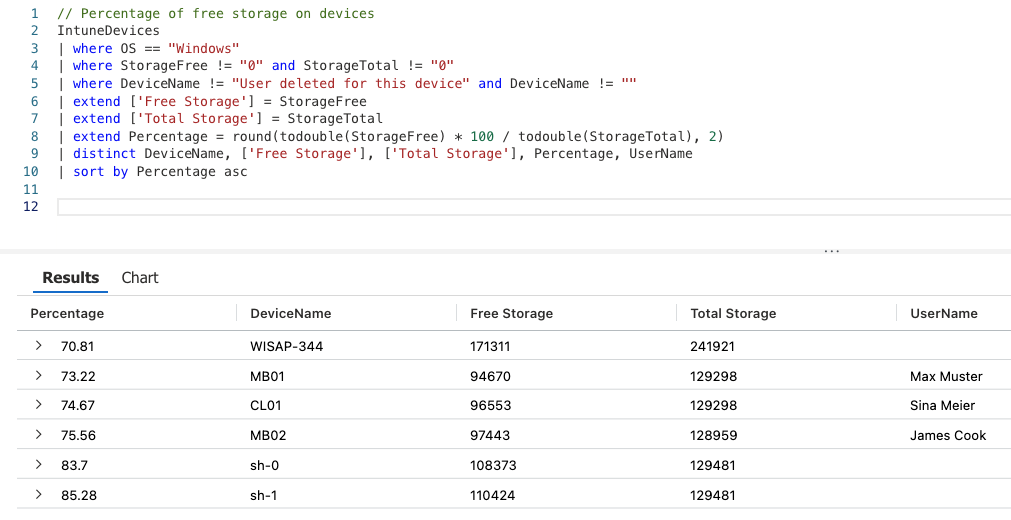 1 // Percentage of free storage on devices
2 IntuneDevices
3 | where OS == "Windows"
4 | where StorageFree != "0" and StorageTotal != "0"
5 | where DeviceName != "User deleted for this device" and DeviceName != ""
6 | extend ['Free Storage'] = StorageFree
7 | extend ['Total Storage'] = StorageTotal
8 | extend Percentage = round(todouble(StorageFree) * 100 / todouble(StorageTotal), 2)
9 | distinct DeviceName, ['Free Storage'], ['Total Storage'], Percentage, UserName
10 | sort by Percentage asc
11
12
...
Results Chart
Percentage DeviceName Free Storage Total Storage UserName
> 70.81 WISAP-344 171311 241921
> 73.22 MB01 94670 129298 Max Muster
> 74.67 CL01 96553 129298 Sina Meier
> 75.56 MB02 97443 128959 James Cook
> 83.7 sh-0 108373 129481
> 85.28 sh-1 110424 129481